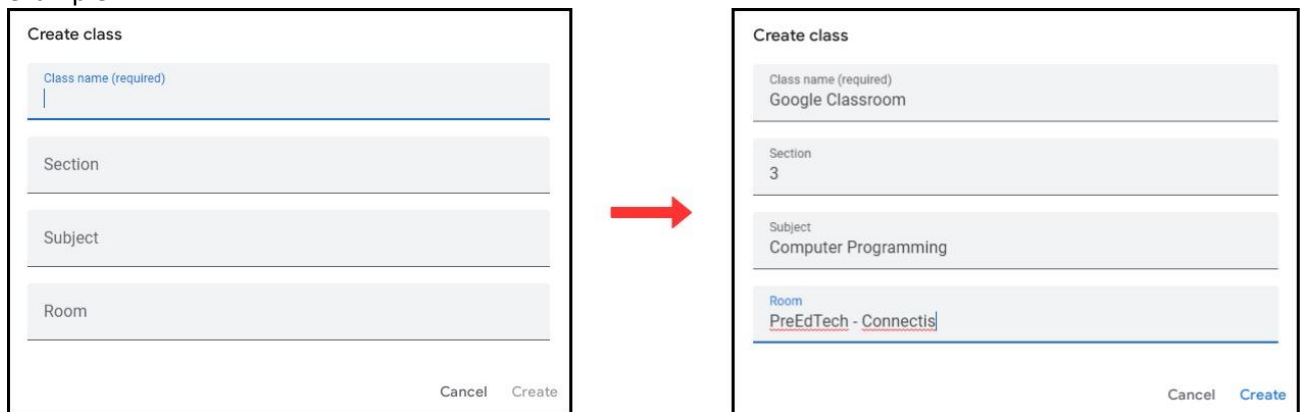 Create class
Class name (required)
Section
Subject
Room
Cancel Create
Create class
Class name (required)
Google Classroom
Section
3
Subject
Computer Programming
Room
PreEdTech - Connectis
Cancel Create